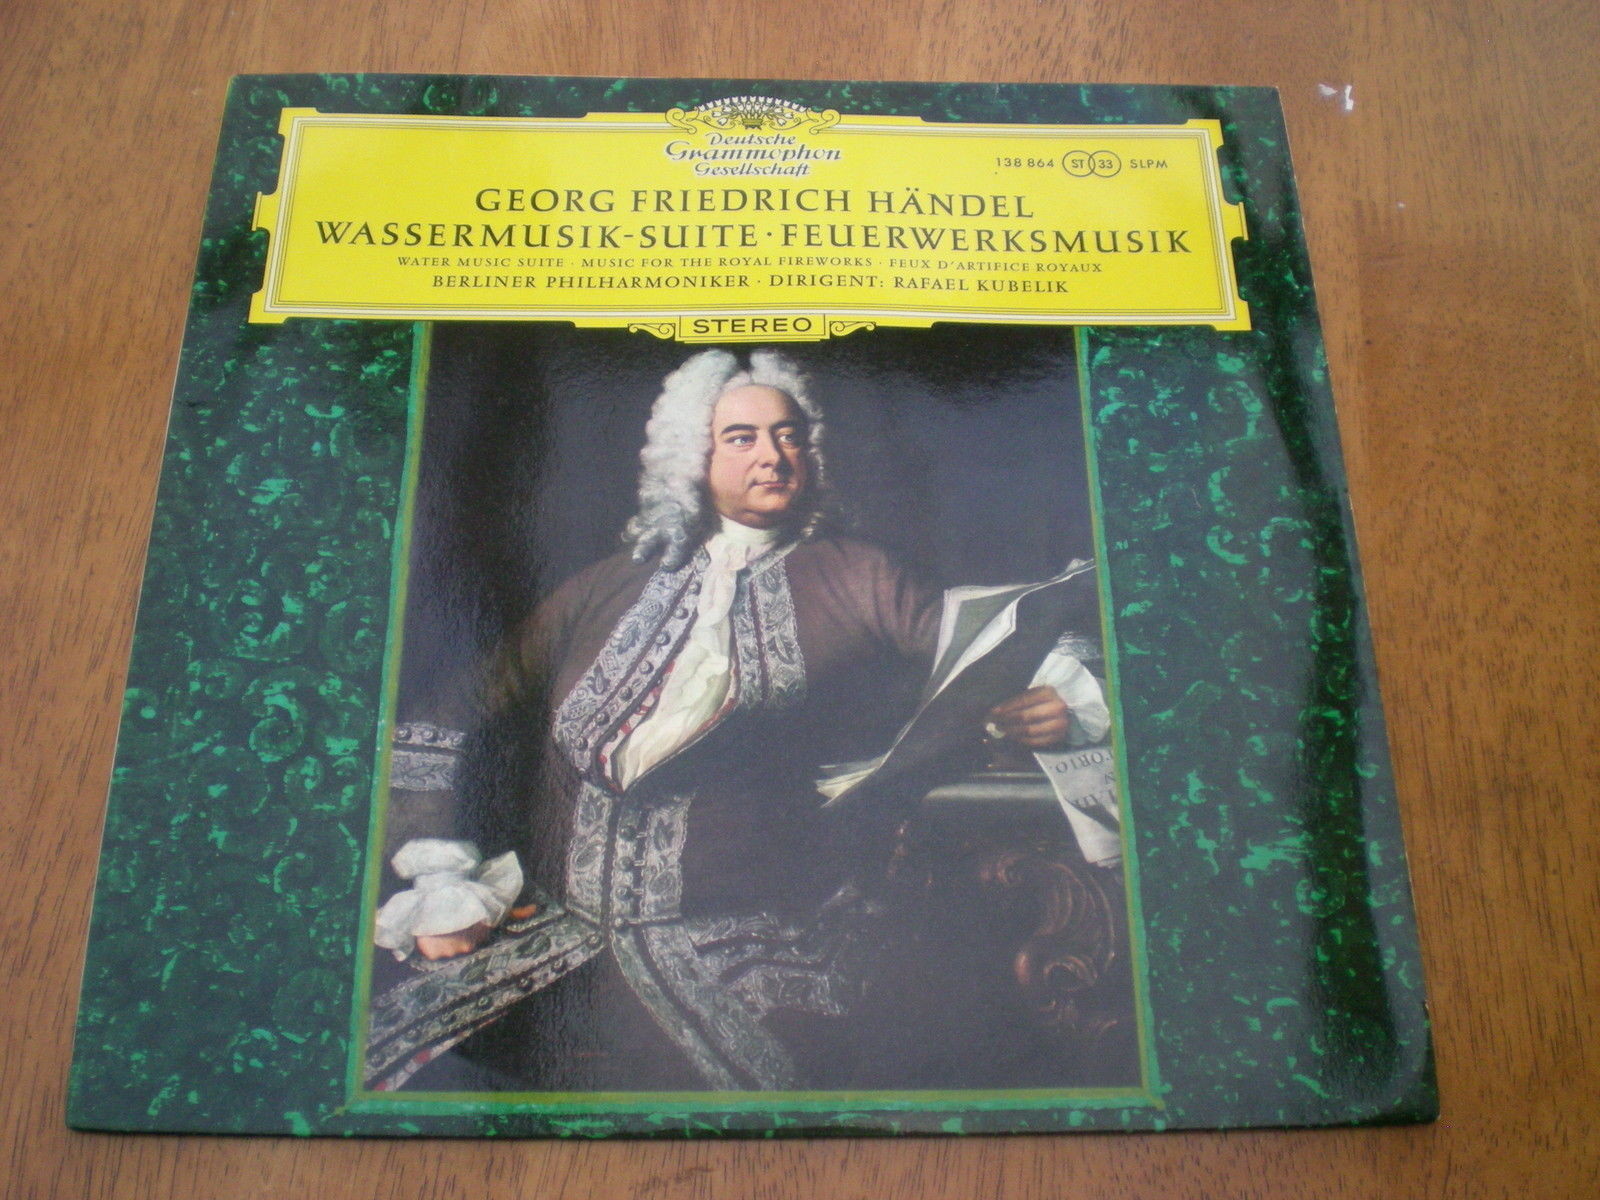 Deutsche
Grammophon
Gesellschaft
138 864 ST 33 SLPM
GEORG FRIEDRICH HÄNDEL
WASSERMUSIK-SUITE · FEUERWERKSMUSIK
WATER MUSIC SUITE · MUSIC FOR THE ROYAL FIREWORKS · FEUX D'ARTIFICE ROYAUX
BERLINER PHILHARMONIKER · DIRIGENT: RAFAEL KUBELIK
STEREO